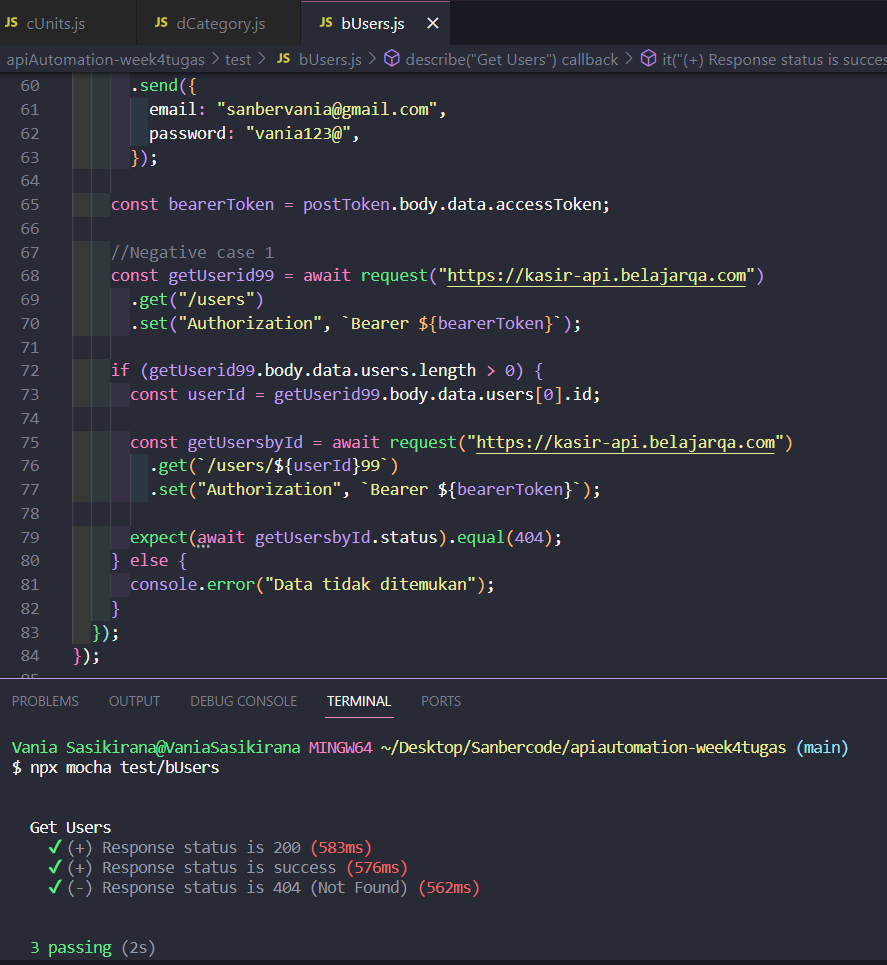 JS cUnits.js JS dCategory.js JS bUsers.js ×
apiAutomation-week4tugas > test > JS bUsers.js > describe("Get Users") callback > it("(+) Response status is succes
60 .send({
61 email: "sanbervania@gmail.com",
62 password: "vania123@",
63 });
64
65 const bearerToken = postToken.body.data.accessToken;
66
67 //Negative case 1
68 const getUserid99 = await request("https://kasir-api.belajarqa.com")
69 .get("/users")
70 .set("Authorization", `Bearer ${bearerToken}`);
71
72 if (getUserid99.body.data.users.length > 0) {
73 const userId = getUserid99.body.data.users[0].id;
74
75 const getUsersbyId = await request("https://kasir-api.belajarqa.com")
76 .get(`/users/${userId}99`)
77 .set("Authorization", `Bearer ${bearerToken}`);
78
79 expect(await getUsersbyId.status).equal(404);
80 } else {
81 console.error("Data tidak ditemukan");
82 }
83 });
84 });
85
PROBLEMS OUTPUT DEBUG CONSOLE TERMINAL PORTS
Vania Sasikirana@VaniaSasikirana MINGW64 ~/Desktop/Sanbercode/apiautomation-week4tugas (main)
$ npx mocha test/bUsers
Get Users
✓ (+) Response status is 200 (583ms)
✓ (+) Response status is success (576ms)
✓ (-) Response status is 404 (Not Found) (562ms)
3 passing (2s)